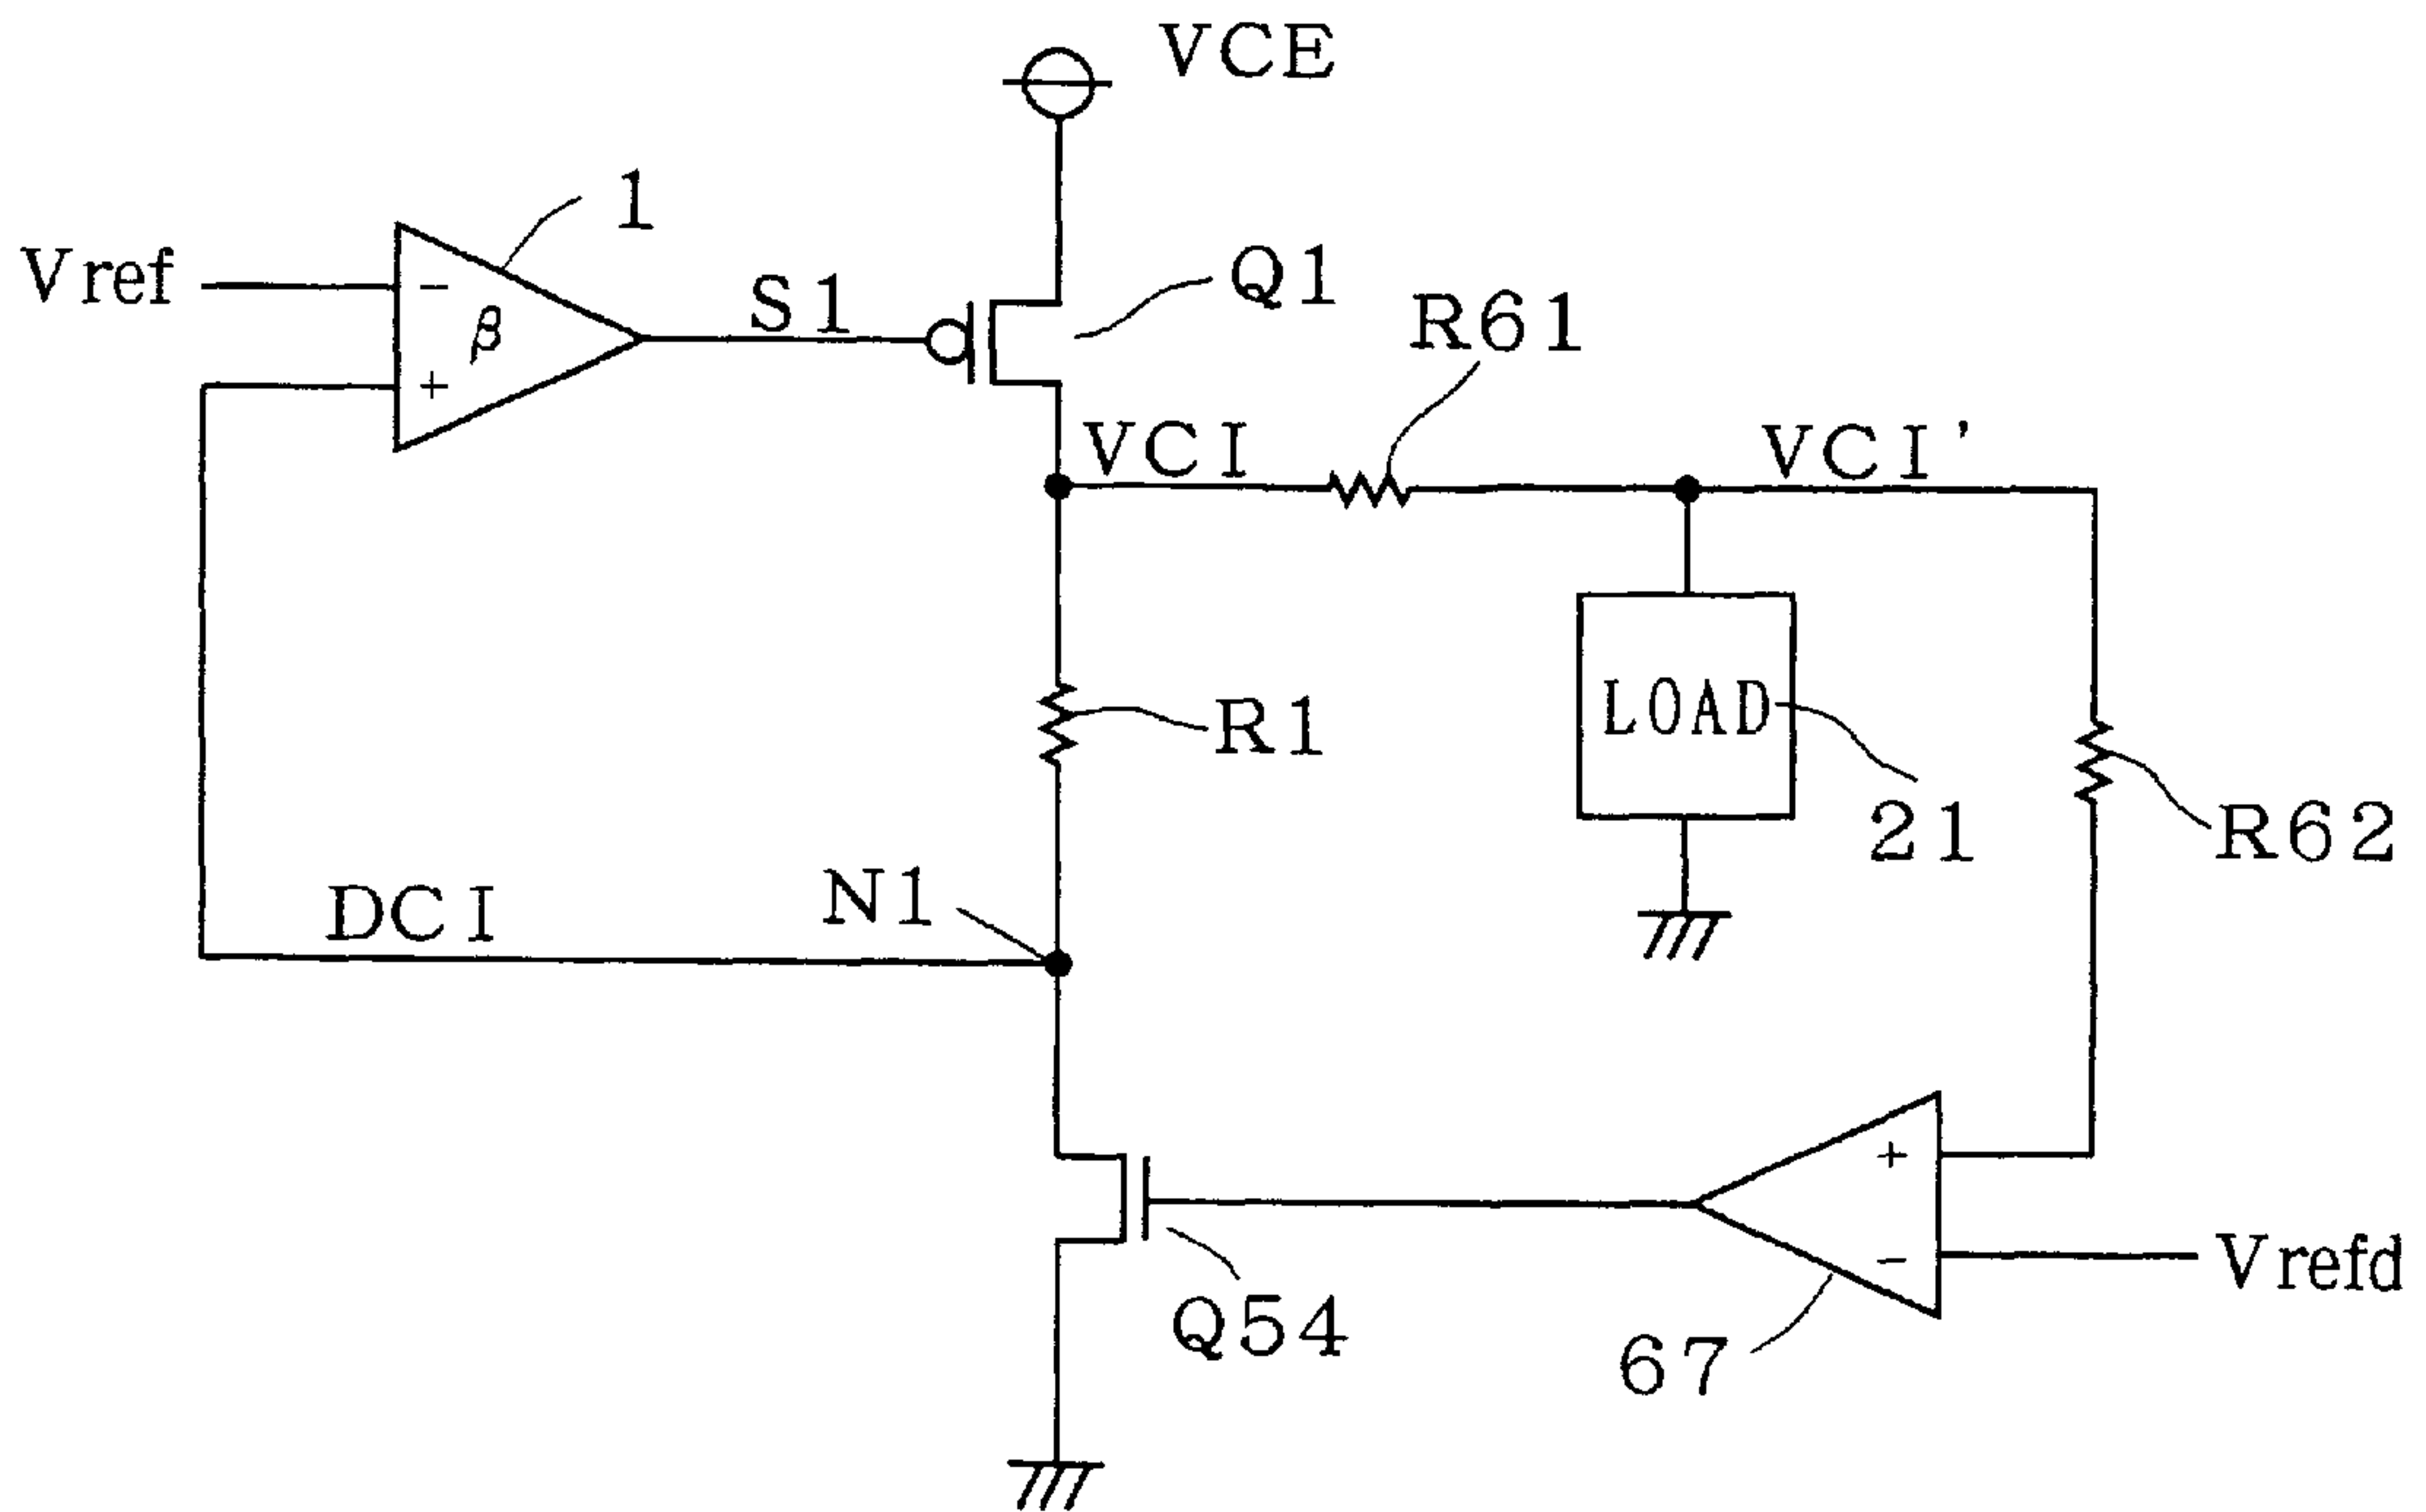 VCE
1
Vref
−
β
+
S1
Q1
R61
VCI
VCI'
R1
LOAD
21
R62
DCI
N1
+
−
Vrefd
Q54
67